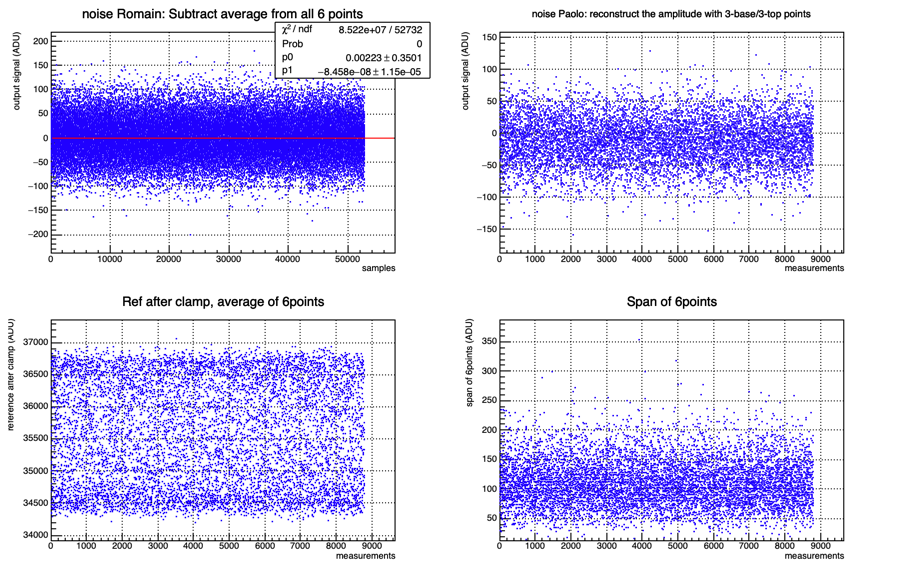 noise Romain: Subtract average from all 6 points
χ² / ndf 8.522e+07 / 52732
Prob 0
p0 0.00223 ± 0.3501
p1 −8.458e−08 ± 1.15e−05
output signal (ADU)
200
150
100
50
0
−50
−100
−150
−200
0 10000 20000 30000 40000 50000
samples
noise Paolo: reconstruct the amplitude with 3-base/3-top points
output signal (ADU)
150
100
50
0
−50
−100
−150
0 1000 2000 3000 4000 5000 6000 7000 8000 9000
measurements
Ref after clamp, average of 6points
reference after clamp (ADU)
37000
36500
36000
35500
35000
34500
34000
0 1000 2000 3000 4000 5000 6000 7000 8000 9000
measurements
Span of 6points
span of 6points (ADU)
350
300
250
200
150
100
50
0 1000 2000 3000 4000 5000 6000 7000 8000 9000
measurements